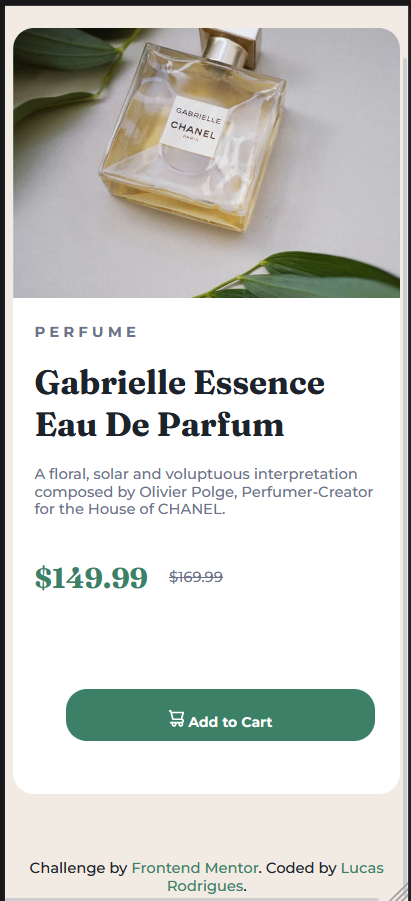 GABRIELLE
CHANEL
PARIS
PERFUME
Gabrielle Essence
Eau De Parfum
A floral, solar and voluptuous interpretation
composed by Olivier Polge, Perfumer-Creator
for the House of CHANEL.
$149.99 $169.99
Add to Cart
Challenge by Frontend Mentor. Coded by Lucas
Rodrigues.